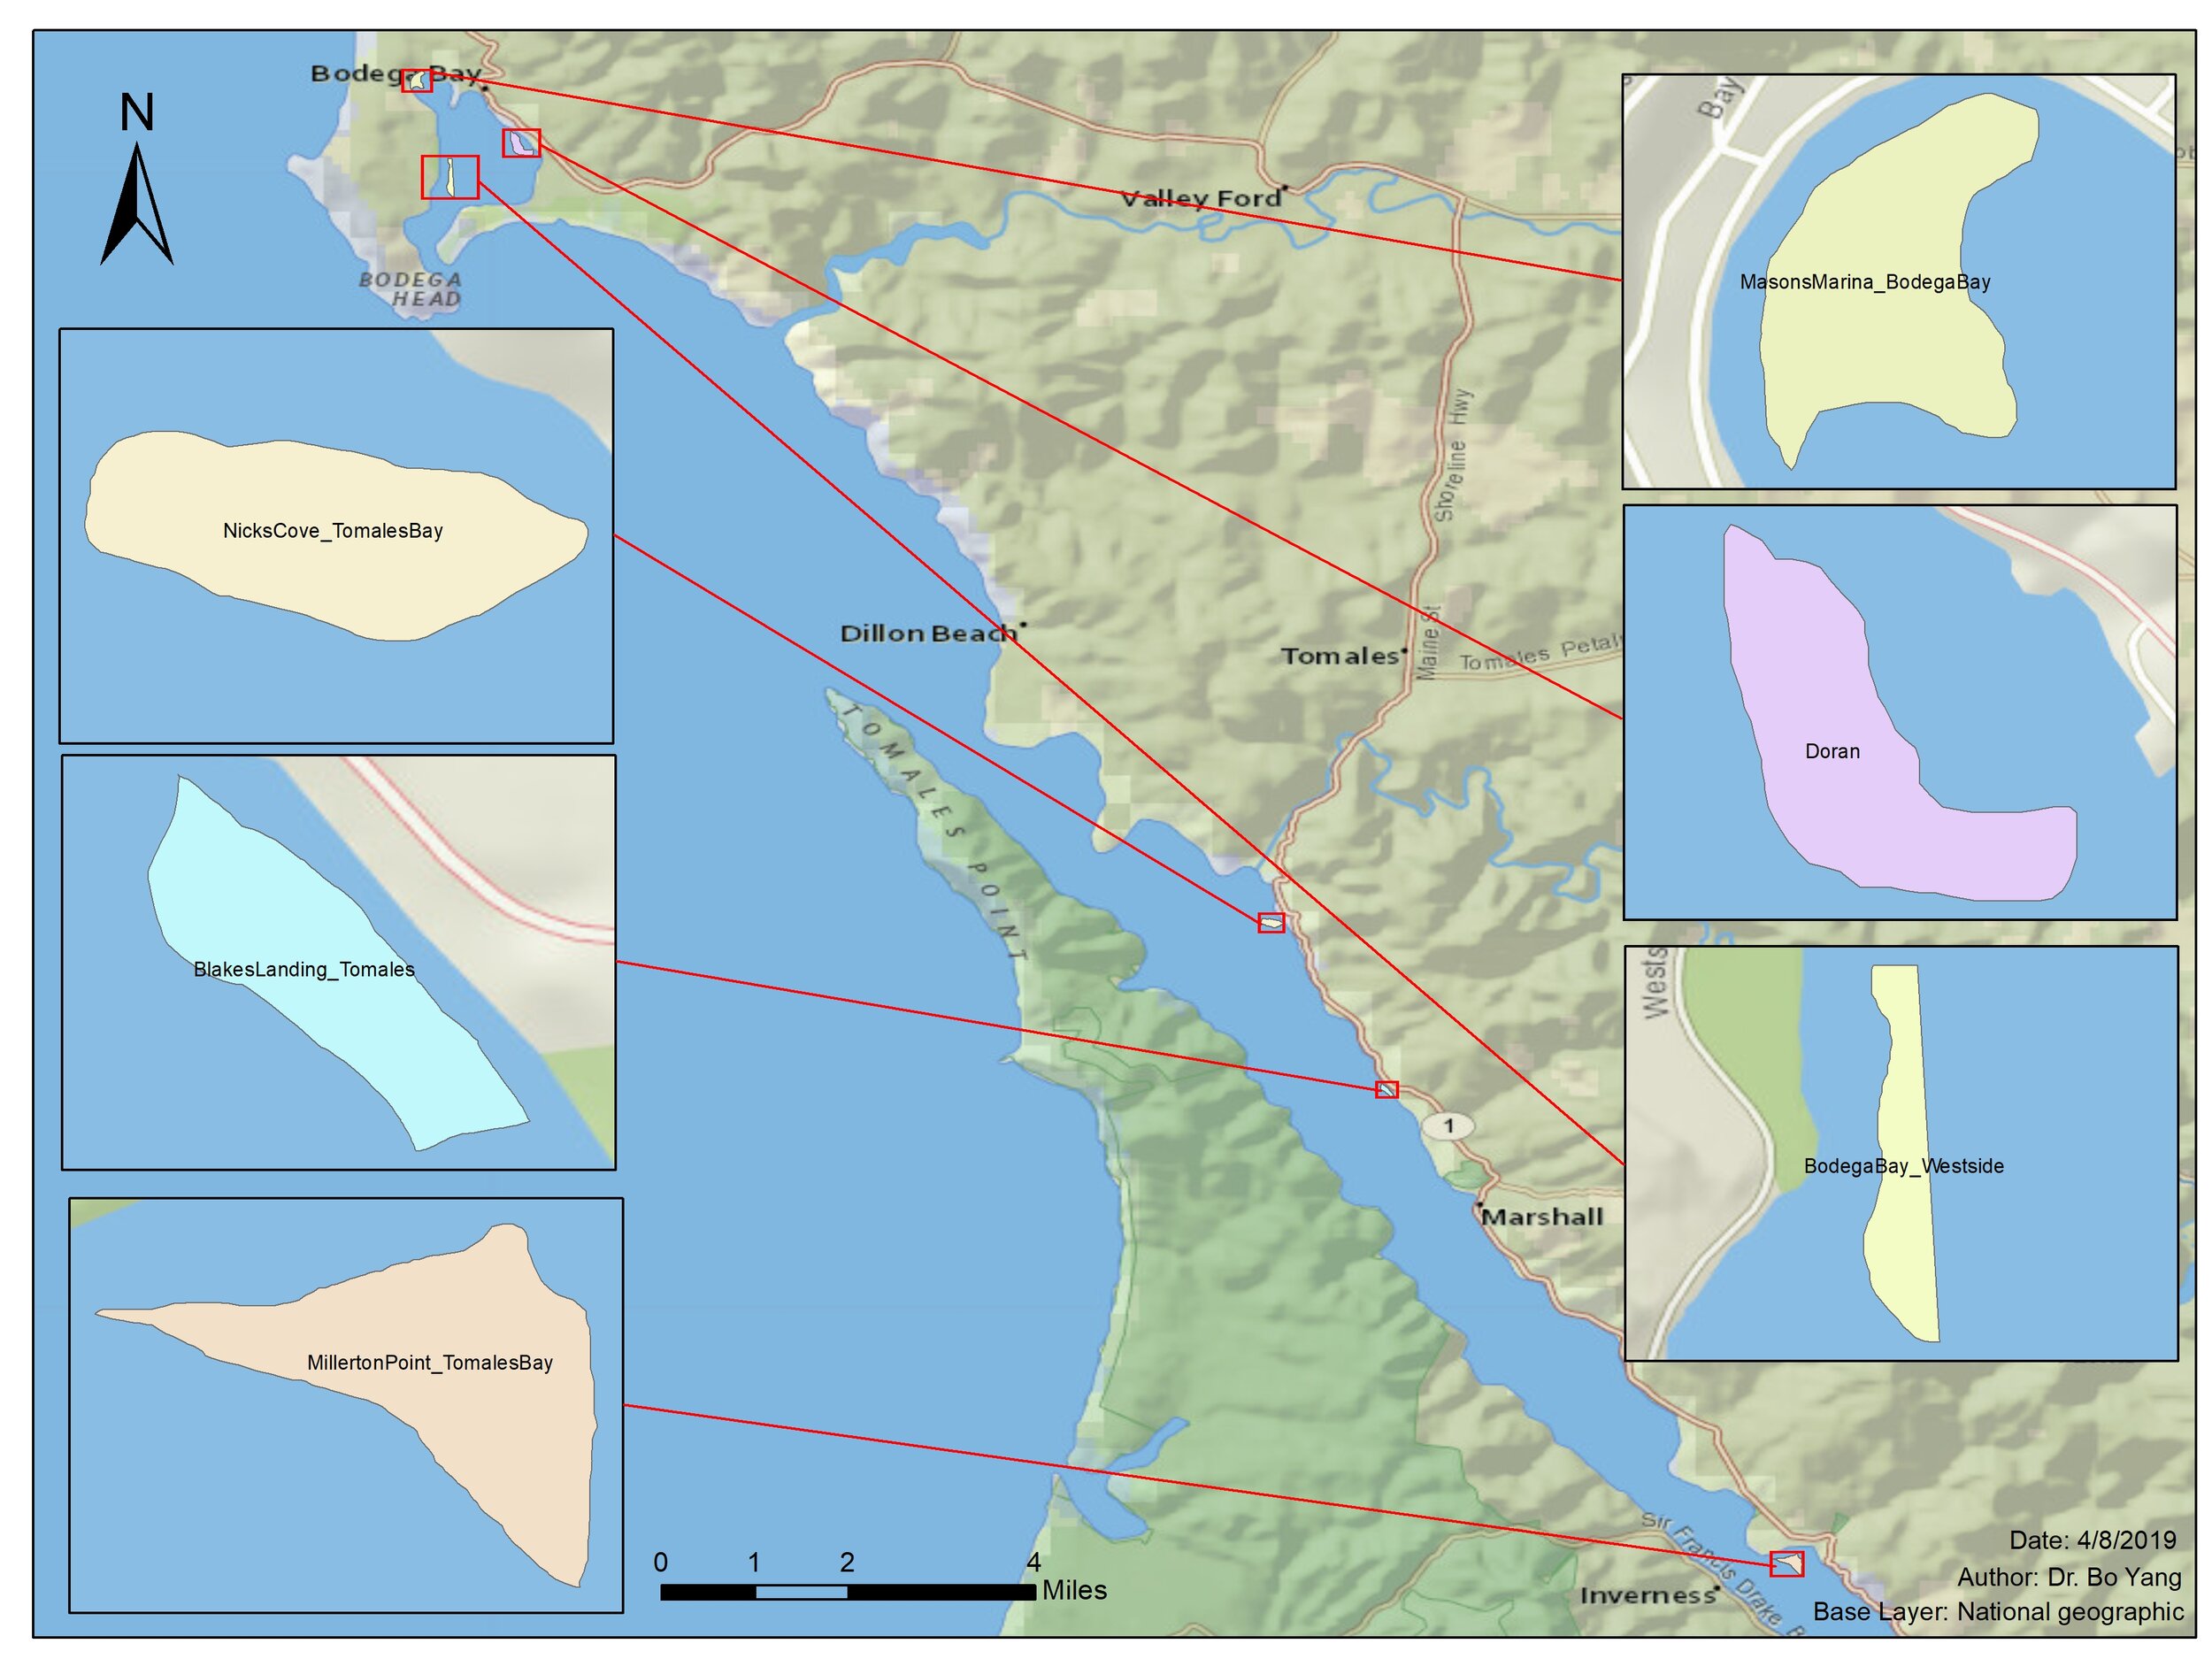 N
Bodega Bay
BODEGA
HEAD
Valley Ford
Bay
MasonsMarina_BodegaBay
NicksCove_TomalesBay
Shoreline Hwy
Dillon Beach
Tomales
Maine St
Tomales Petal
Doran
TOMALES POINT
BlakesLanding_Tomales
Wests
1
BodegaBay_Westside
Marshall
MillertonPoint_TomalesBay
Sir Francis Drake B
Inverness
0 1 2 4
Miles
Date: 4/8/2019
Author: Dr. Bo Yang
Base Layer: National geographic